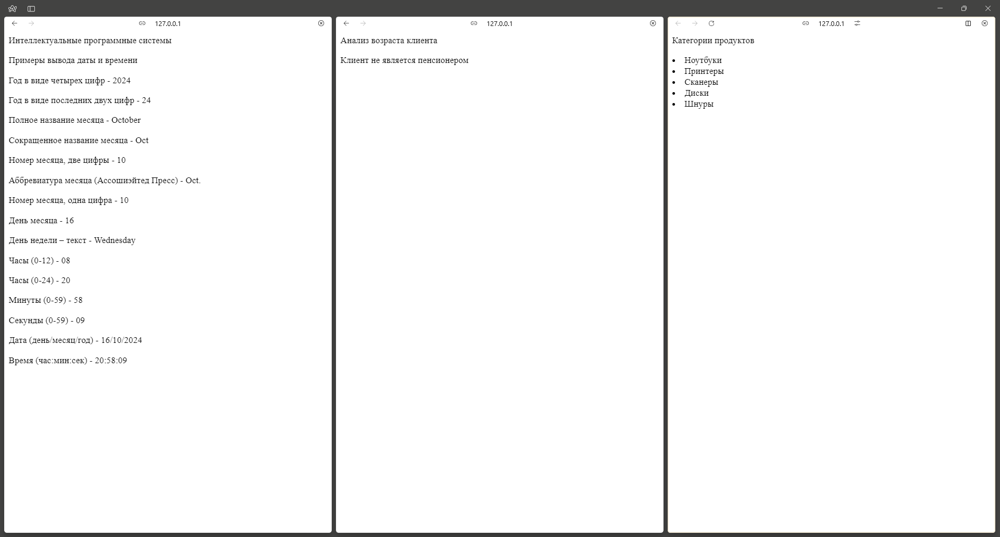 127.0.0.1
Интеллектуальные программные системы
Примеры вывода даты и времени
Год в виде четырех цифр - 2024
Год в виде последних двух цифр - 24
Полное название месяца - October
Сокращенное название месяца - Oct
Номер месяца, две цифры - 10
Аббревиатура месяца (Ассошиэйтед Пресс) - Oct.
Номер месяца, одна цифра - 10
День месяца - 16
День недели – текст - Wednesday
Часы (0-12) - 08
Часы (0-24) - 20
Минуты (0-59) - 58
Секунды (0-59) - 09
Дата (день/месяц/год) - 16/10/2024
Время (час:мин:сек) - 20:58:09
127.0.0.1
Анализ возраста клиента
Клиент не является пенсионером
127.0.0.1
Категории продуктов
• Ноутбуки
• Принтеры
• Сканеры
• Диски
• Шнуры